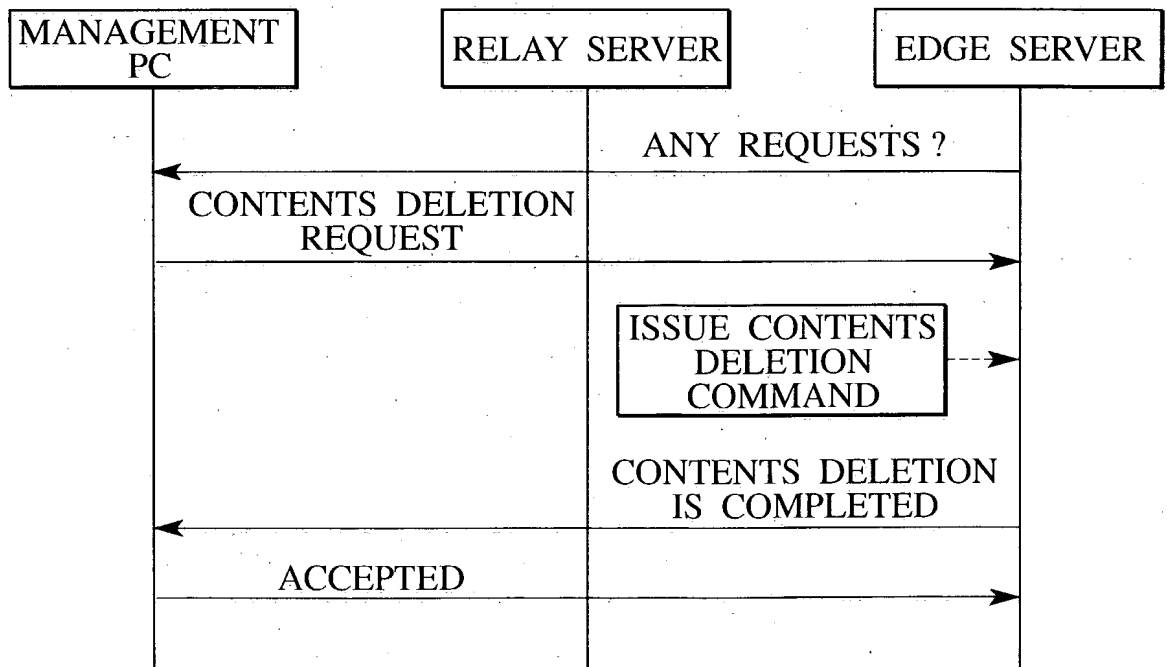 MANAGEMENT
PC
RELAY SERVER
EDGE SERVER
ANY REQUESTS ?
CONTENTS DELETION
REQUEST
ISSUE CONTENTS
DELETION
COMMAND
CONTENTS DELETION
IS COMPLETED
ACCEPTED